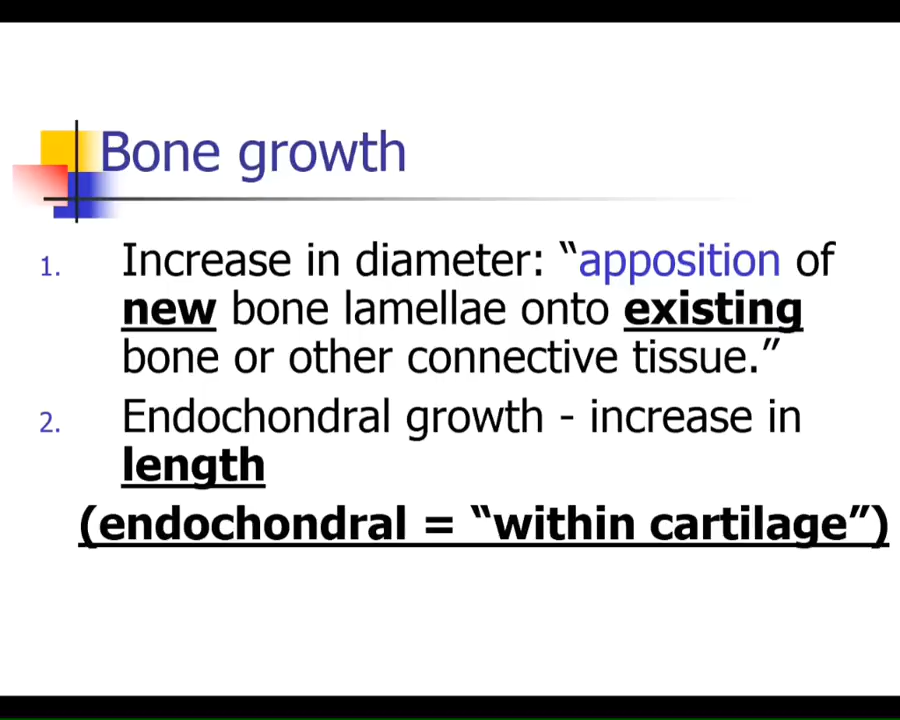 Bone growth
1. Increase in diameter: “apposition of
new bone lamellae onto existing
bone or other connective tissue.”
2. Endochondral growth - increase in
length
(endochondral = “within cartilage”)